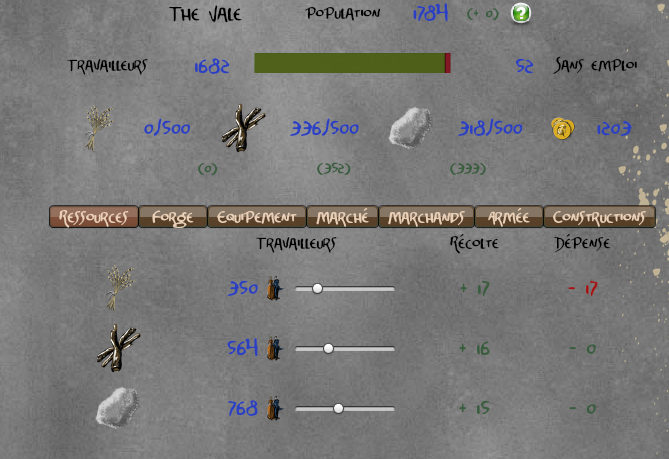 The Vale Population 1784 (+ 0) ?
Travailleurs 1682 52 Sans emploi
0/500 336/500 318/500 1203
(0) (352) (333)
Ressources Forge Equipement Marché Marchands Armée Constructions
Travailleurs Récolte Dépense
350 + 17 - 17
564 + 16 - 0
768 + 15 - 0